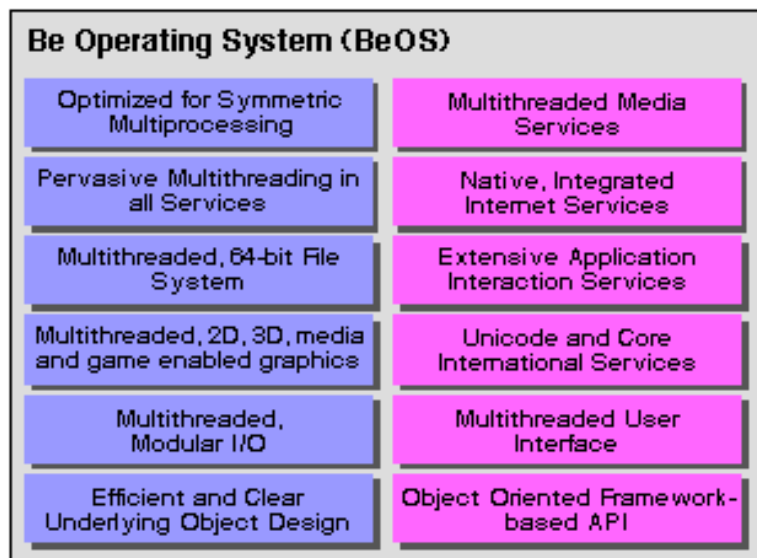 Be Operating System (BeOS)
Optimized for Symmetric
Multiprocessing
Multithreaded Media
Services
Pervasive Multithreading in
all Services
Native, Integrated
Internet Services
Multithreaded, 64-bit File
System
Extensive Application
Interaction Services
Multithreaded, 2D, 3D, media
and game enabled graphics
Unicode and Core
International Services
Multithreaded,
Modular I/O
Multithreaded User
Interface
Efficient and Clear
Underlying Object Design
Object Oriented Framework-
based API